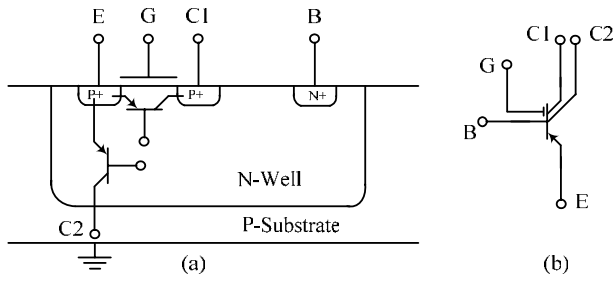 E G C1 B
P+ P+ N+
N-Well
P-Substrate
C2
(a)
C1 C2
G
B
E
(b)